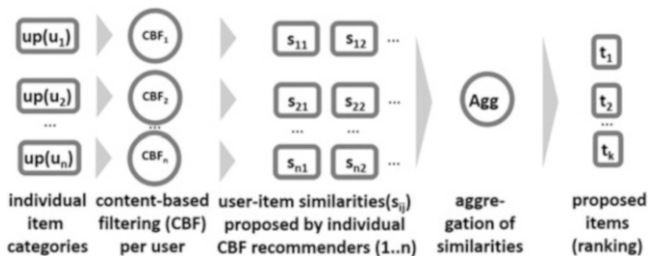 up(u1) CBF1 s11 s12 ... t1
up(u2) CBF2 s21 s22 ... Agg t2
... ... ... ... ...
up(un) CBFn sn1 sn2 ... tk
individual content-based user-item similarities(sij) aggre- proposed
item filtering (CBF) proposed by individual gation of items
categories per user CBF recommenders (1..n) similarities (ranking)